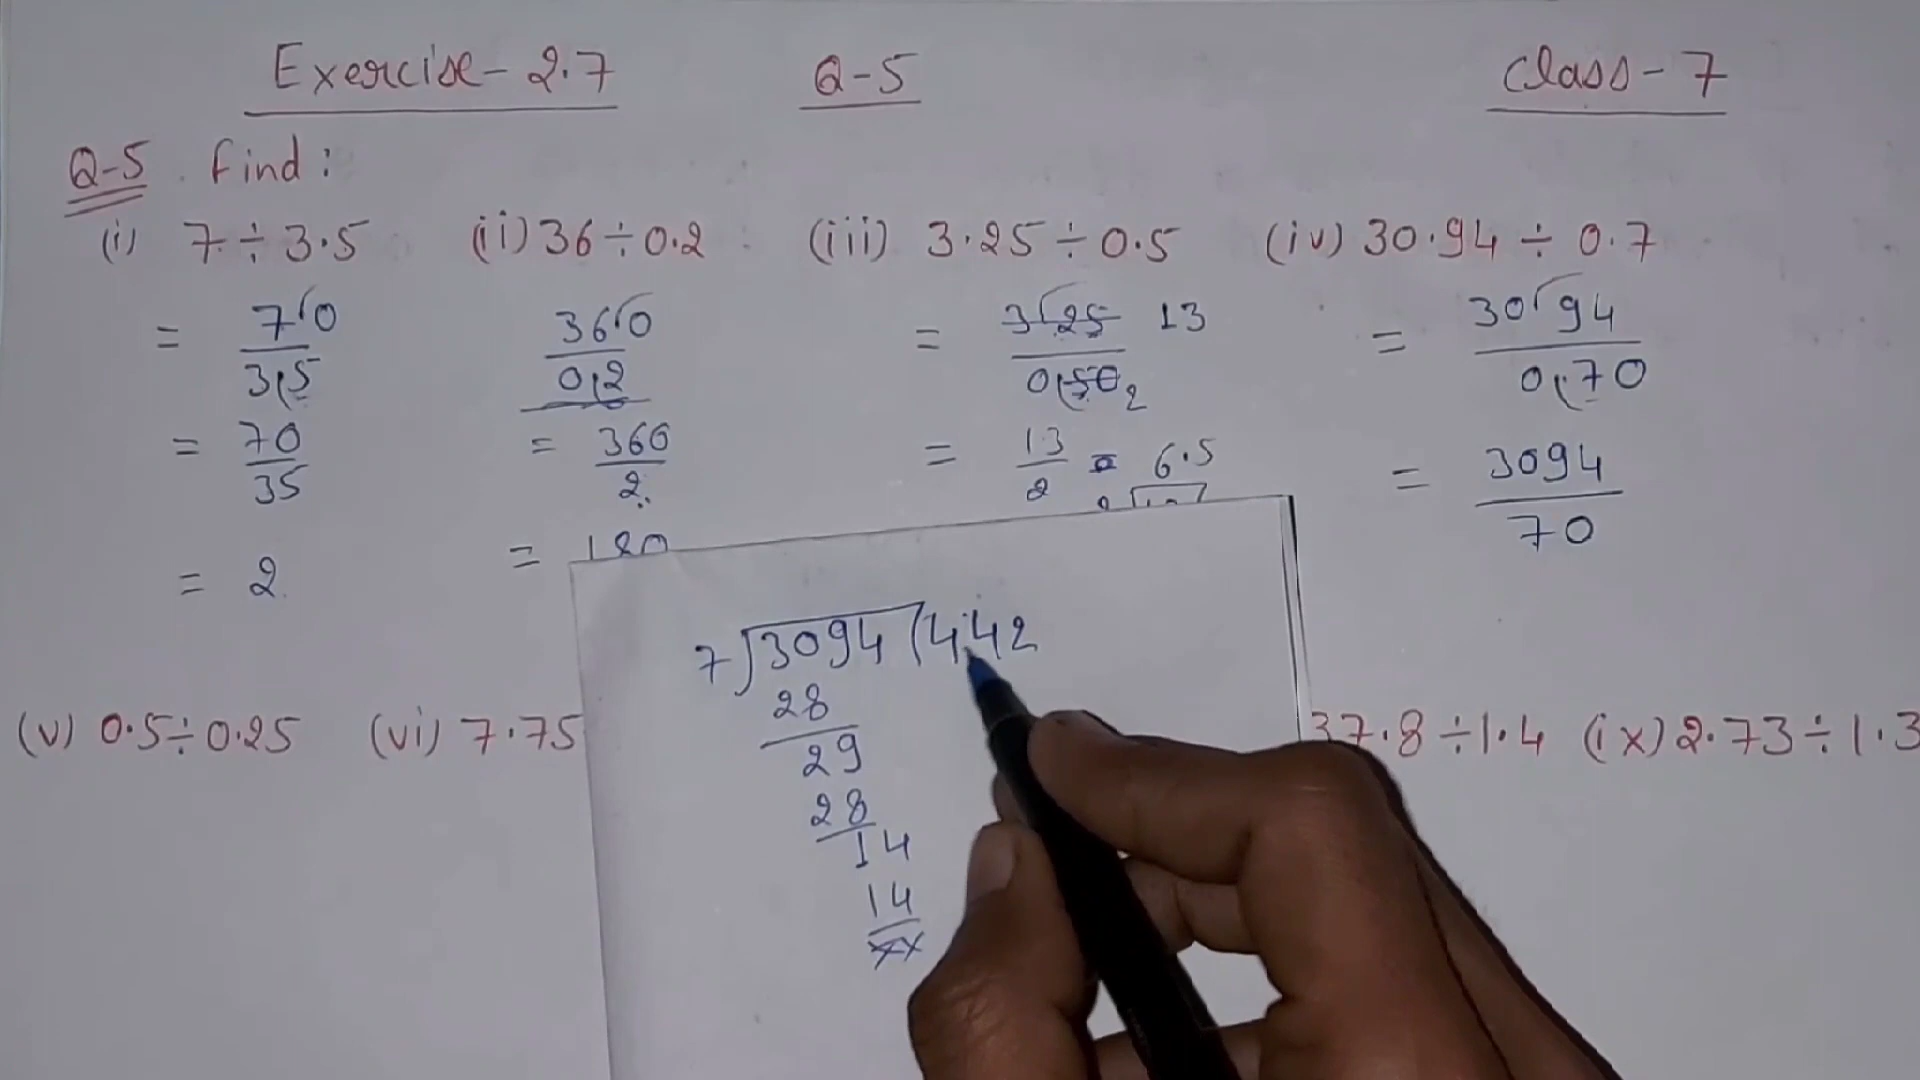 Exercise-2.7 Q-5 Class-7
Q-5 Find:
(i) 7÷3.5 (ii) 36÷0.2 (iii) 3.25÷0.5 (iv) 30.94÷0.7
= 7.0/3.5 36.0/0.2 = 3.25/0.50 13 2 = 30.94/0.70
= 70/35 = 360/2 = 13/2 = 6.5 = 3094/70
= 2 = 180
7)3094(442
28
29
28
14
14
××
(v) 0.5÷0.25 (vi) 7.75 37.8÷1.4 (ix) 2.73÷1.3